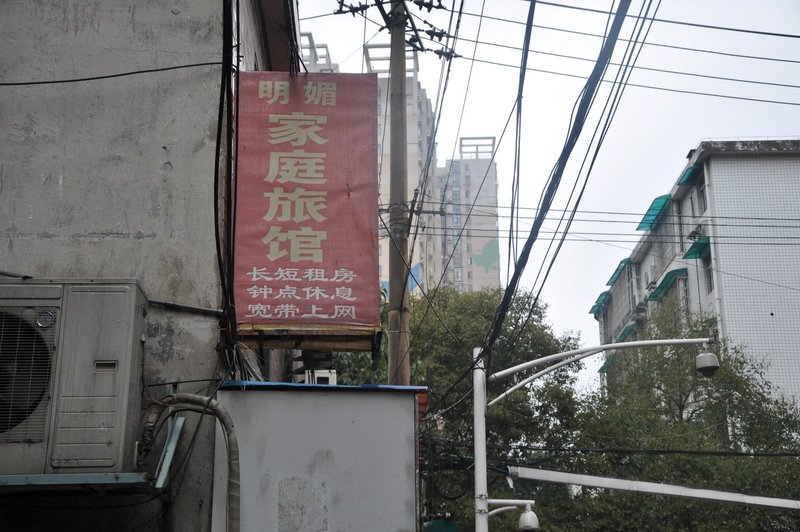 明媚
家庭旅馆
长短租房
钟点休息
宽带上网